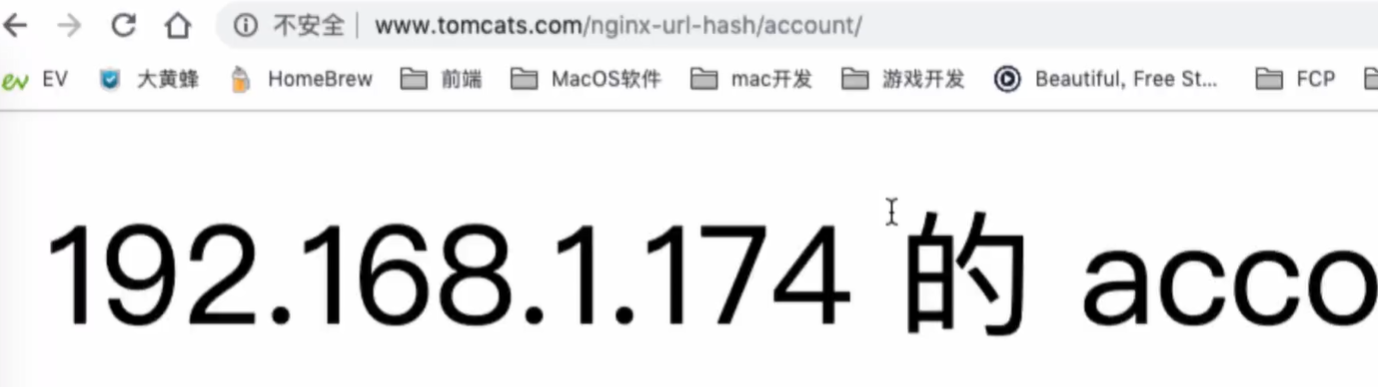 不安全 | www.tomcats.com/nginx-url-hash/account/
ev EV 大黄蜂 HomeBrew 前端 MacOS软件 mac开发 游戏开发 Beautiful, Free St... FCP
192.168.1.174 的 acco